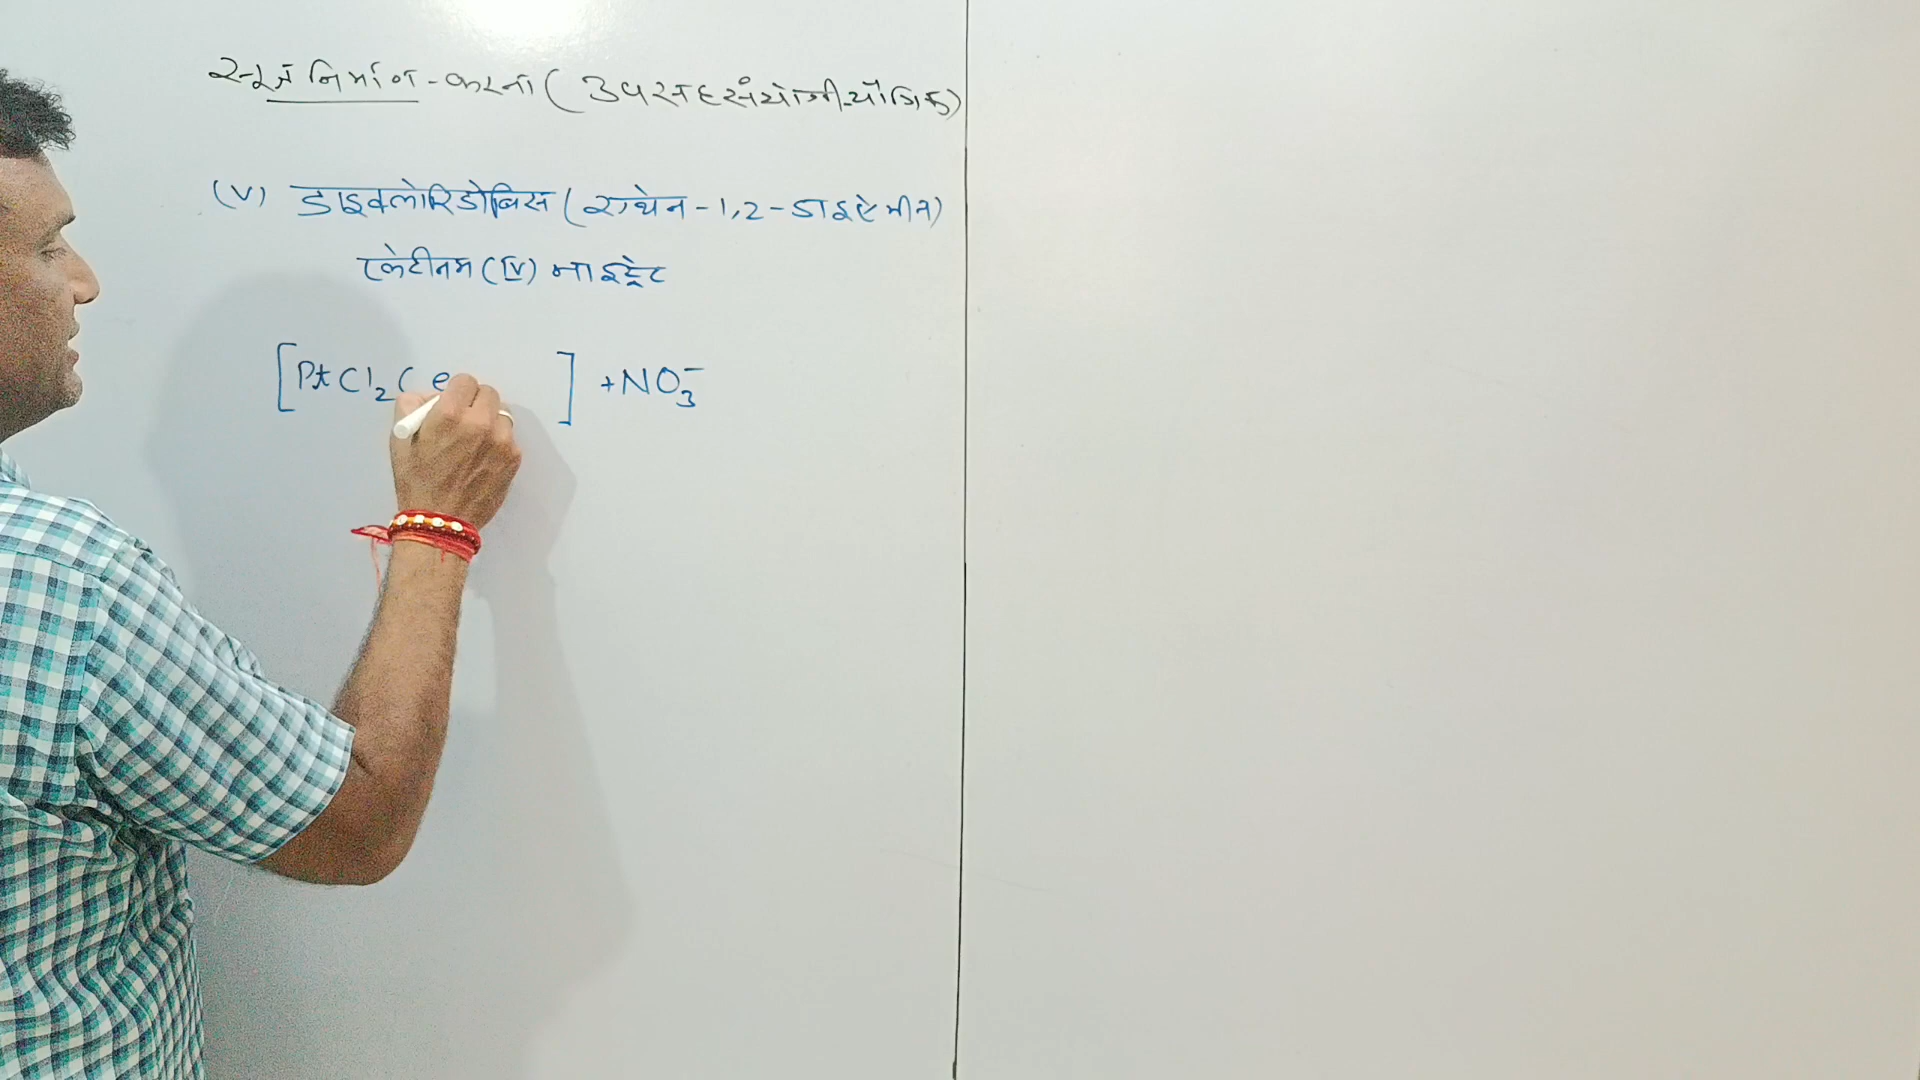 सूत्र निर्माण - करना ( उपसहसंयोजी-यौगिक)
(V) डाइक्लोरिडोबिस ( एथेन - 1,2 - डाइऐमीन)
प्लेटीनम (IV) नाइट्रेट
[PtCl₂( e ] + NO₃⁻